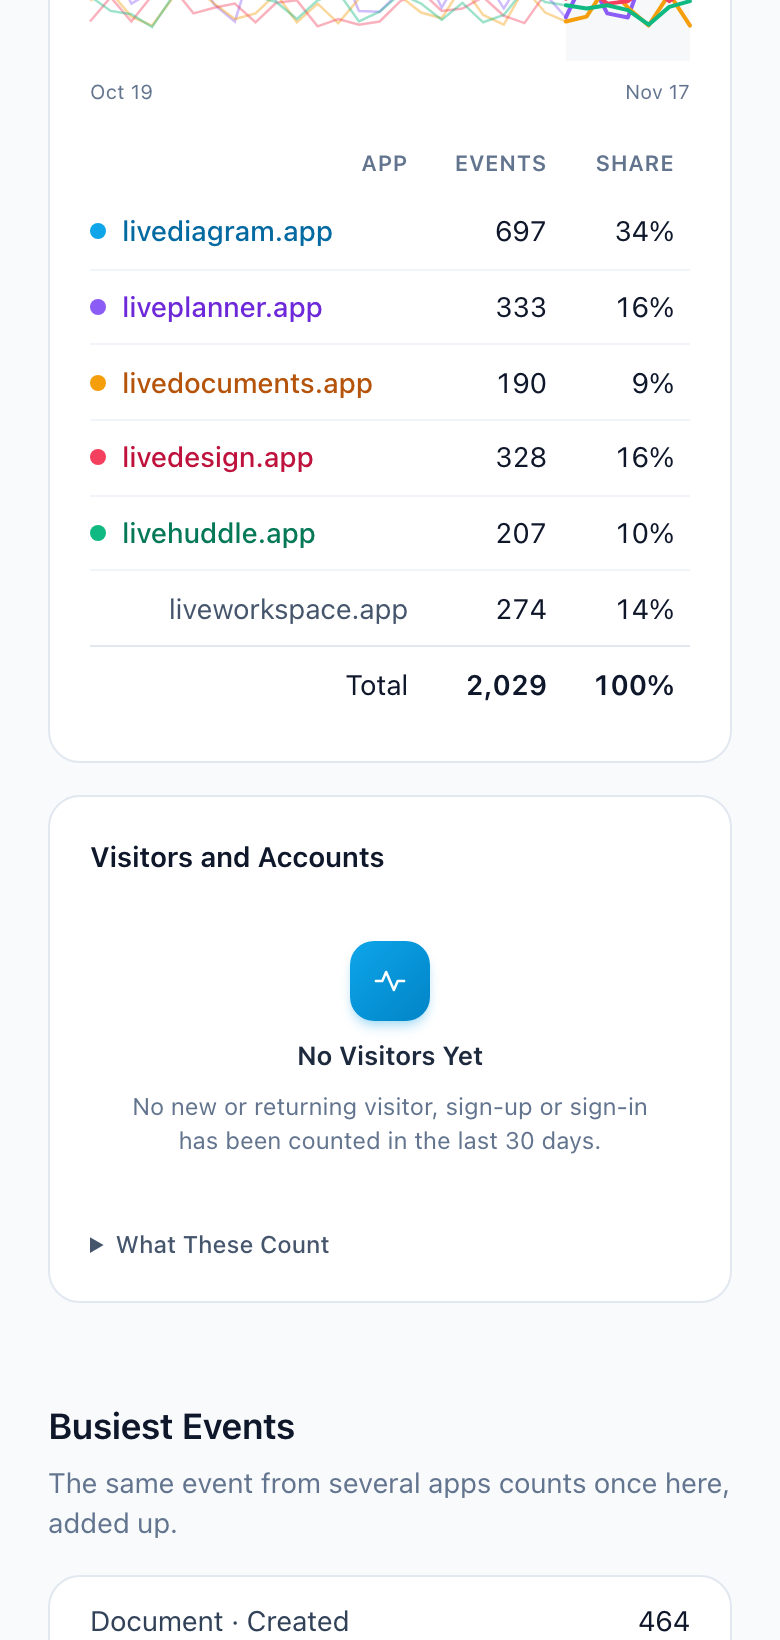 Oct 19 Nov 17
APP EVENTS SHARE
livediagram.app 697 34%
liveplanner.app 333 16%
livedocuments.app 190 9%
livedesign.app 328 16%
livehuddle.app 207 10%
liveworkspace.app 274 14%
Total 2,029 100%
Visitors and Accounts
No Visitors Yet
No new or returning visitor, sign-up or sign-in
has been counted in the last 30 days.
What These Count
Busiest Events
The same event from several apps counts once here,
added up.
Document · Created 464